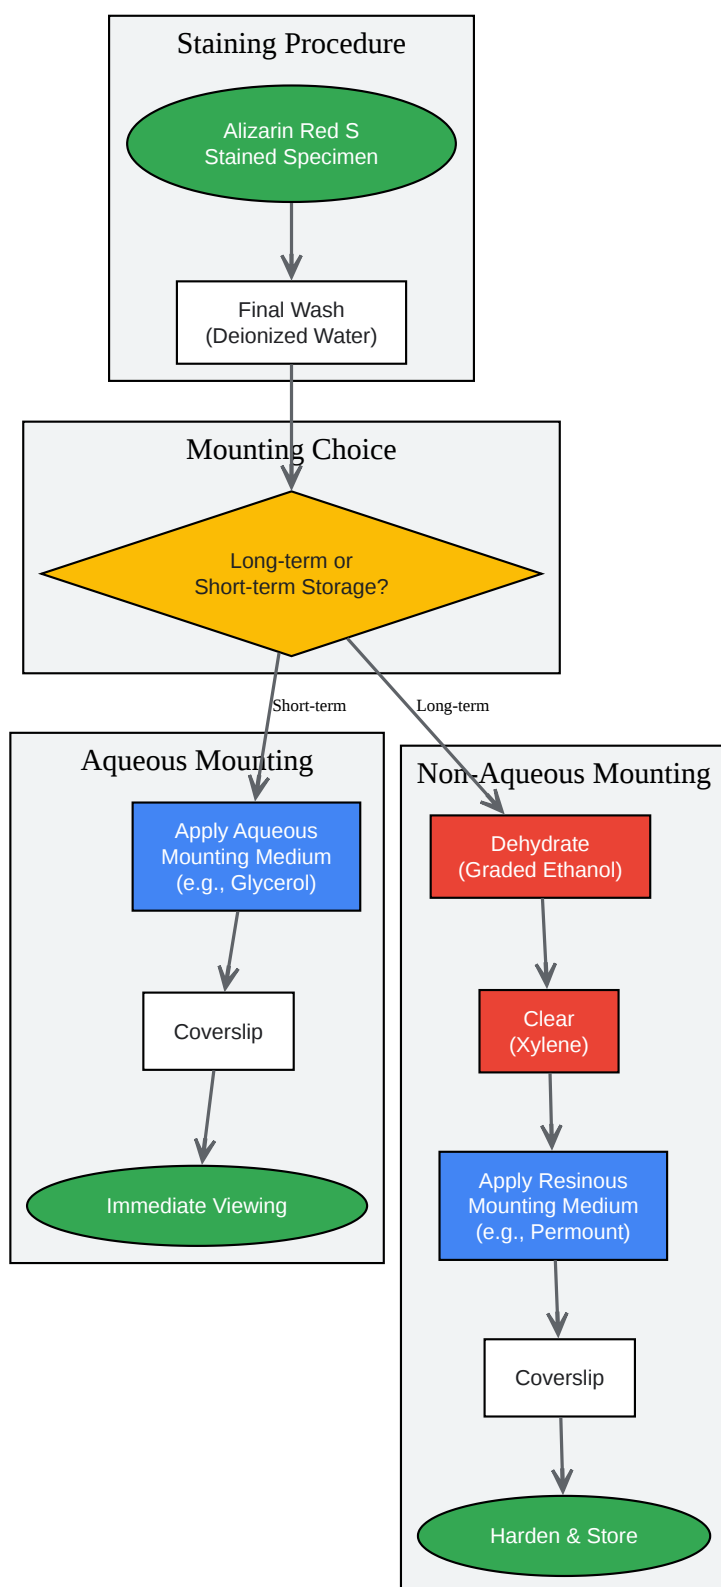 Staining Procedure
Alizarin Red S
Stained Specimen
Final Wash
(Deionized Water)
Mounting Choice
Long-term or
Short-term Storage?
Short-term
Long-term
Aqueous Mounting
Apply Aqueous
Mounting Medium
(e.g., Glycerol)
Coverslip
Immediate Viewing
Non-Aqueous Mounting
Dehydrate
(Graded Ethanol)
Clear
(Xylene)
Apply Resinous
Mounting Medium
(e.g., Permount)
Coverslip
Harden & Store